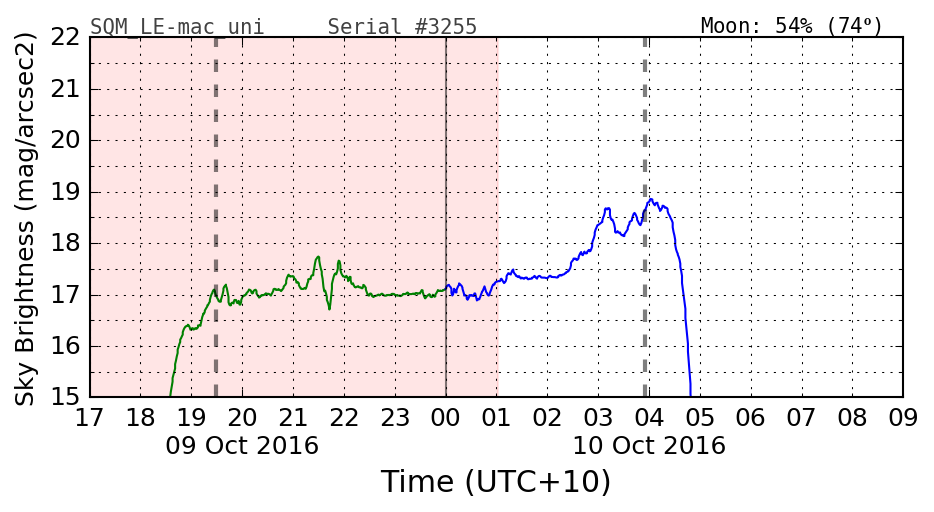 SQM_LE-mac_uni Serial #3255 Moon: 54% (74°)
Sky Brightness (mag/arcsec2)
22
21
20
19
18
17
16
15
17 18 19 20 21 22 23 00 01 02 03 04 05 06 07 08 09
09 Oct 2016 10 Oct 2016
Time (UTC+10)